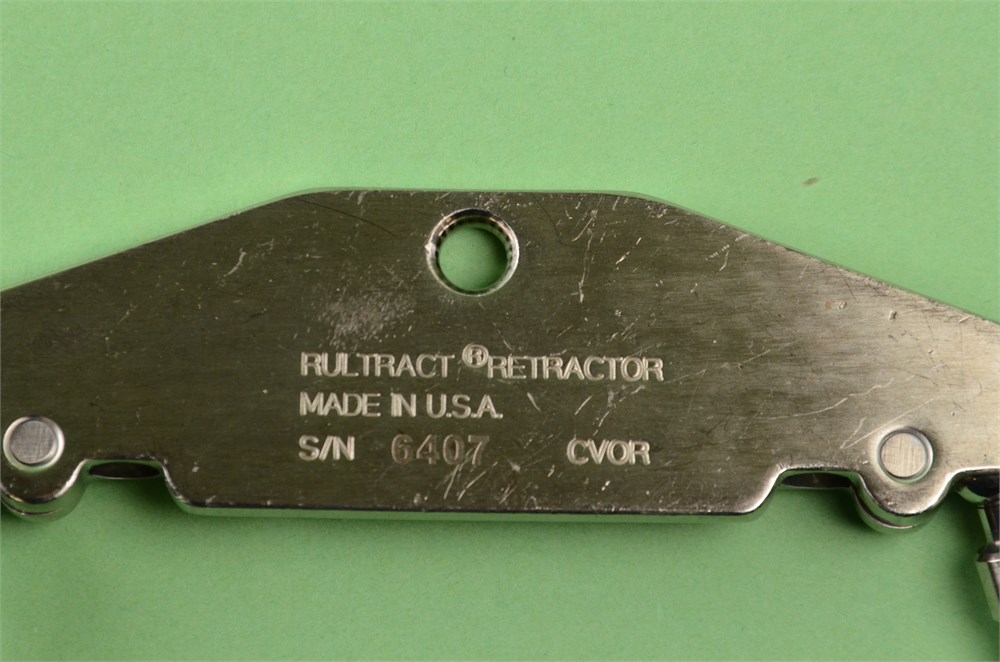 RULTRACT ® RETRACTOR
MADE IN U.S.A.
S/N 6407 CVOR